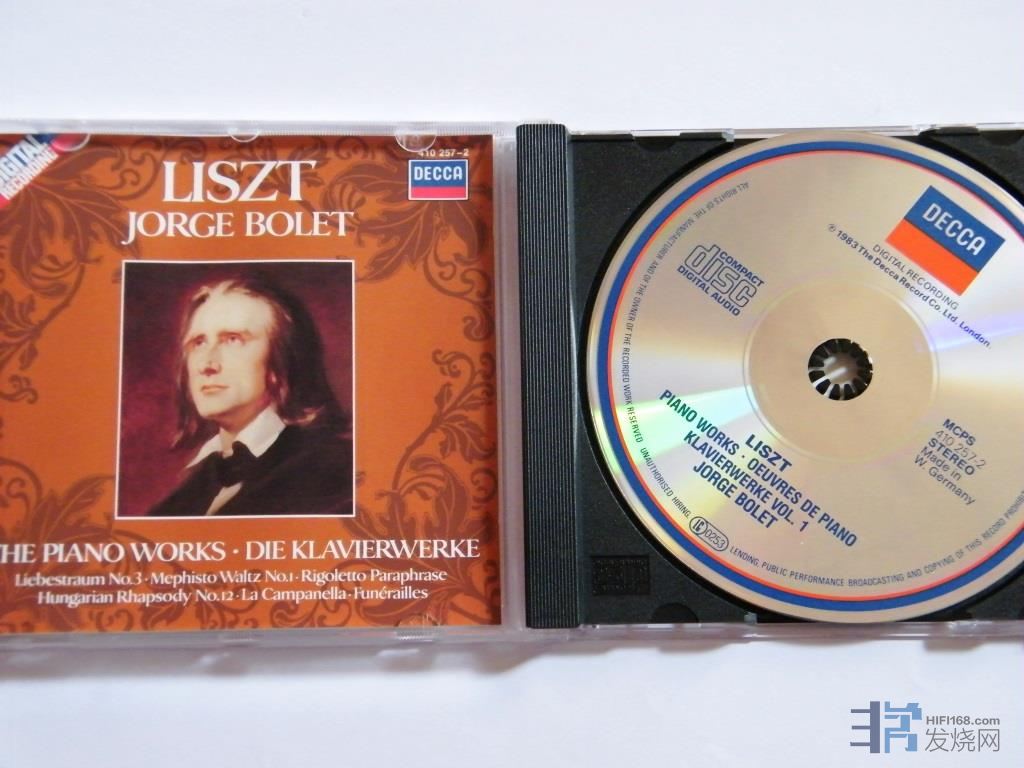 DIGITAL
RECORDING
410 257-2
DECCA
LISZT
JORGE BOLET
THE PIANO WORKS · DIE KLAVIERWERKE
Liebestraum No.3 · Mephisto Waltz No.1 · Rigoletto Paraphrase
Hungarian Rhapsody No.12 · La Campanella · Funérailles
DECCA
DIGITAL RECORDING
℗ 1983 The Decca Record Co. Ltd. London.
COMPACT
disc
DIGITAL AUDIO
LISZT
PIANO WORKS · OEUVRES DE PIANO
KLAVIERWERKE VOL. 1
JORGE BOLET
MCPS
410 257-2
STEREO
Made in
W. Germany
0253
ALL RIGHTS OF THE MANUFACTURER AND OF THE OWNER OF THE RECORDED WORK RESERVED. UNAUTHORISED HIRING, LENDING, PUBLIC PERFORMANCE BROADCASTING AND COPYING OF THIS RECORD
HIFI168.com
发烧网